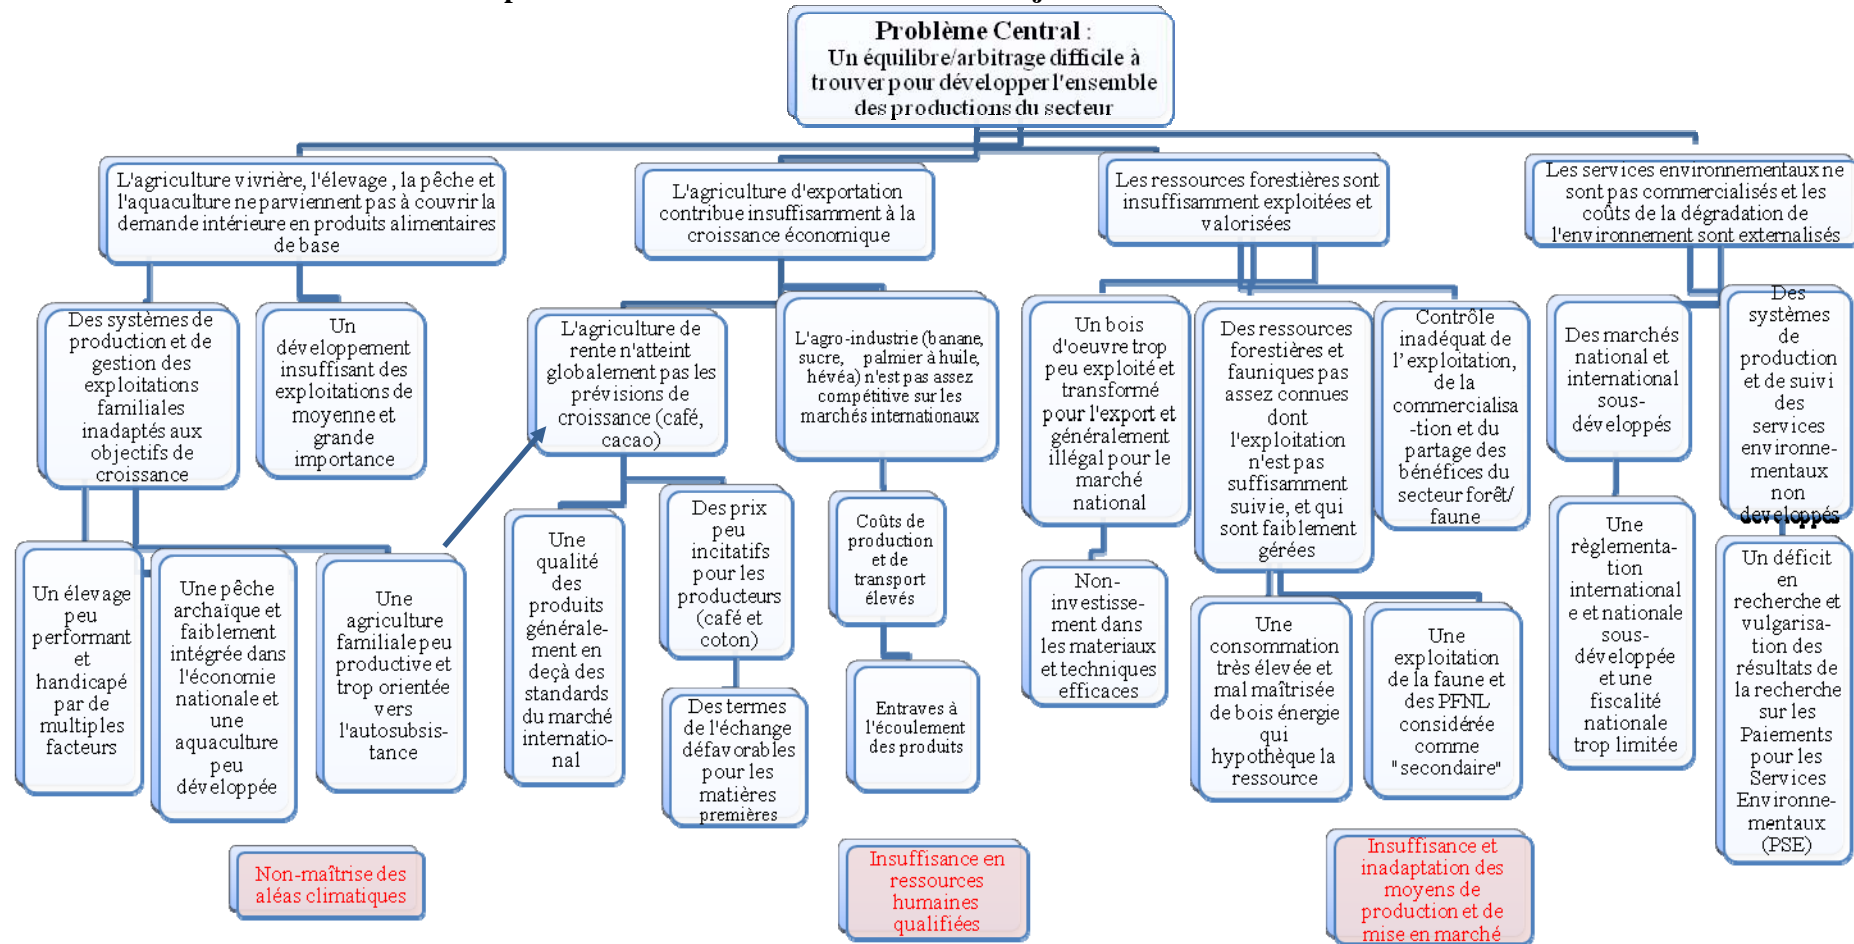 Problème Central :
Un équilibre/arbitrage difficile à
trouver pour développer l'ensemble
des productions du secteur
L'agriculture vivrière, l'élevage , la pêche et
l'aquaculture ne parviennent pas à couvrir la
demande intérieure en produits alimentaires
de base
L'agriculture d'exportation
contribue insuffisamment à la
croissance économique
Les ressources forestières sont
insuffisamment exploitées et
valorisées
Les services environnementaux ne
sont pas commercialisés et les
coûts de la dégradation de
l'environnement sont externalisés
Des systèmes de
production et de
gestion des
exploitations
familiales
inadaptés aux
objectifs de
croissance
Un
développement
insuffisant des
exploitations de
moyenne et
grande
importance
L'agriculture de
rente n'atteint
globalement pas les
prévisions de
croissance (café,
cacao)
L'agro-industrie (banane,
sucre, palmier à huile,
hévéa) n'est pas assez
compétitive sur les
marchés internationaux
Un bois
d'oeuvre trop
peu exploité et
transformé
pour l'export et
généralement
illégal pour le
marché
national
Des ressources
forestières et
fauniques pas
assez connues
dont
l'exploitation
n'est pas
suffisamment
suivie, et qui
sont faiblement
gérées
Contrôle
inadéquat de
l'exploitation,
de la
commercialisa
-tion et du
partage des
bénéfices du
secteur forêt/
faune
Des marchés
national et
international
sous-
développés
Des
systèmes
de
production
et de suivi
des
services
environne-
mentaux
non
developpés
Un élevage
peu
performant
et
handicapé
par de
multiples
facteurs
Une pêche
archaïque et
faiblement
intégrée dans
l'économie
nationale et
une
aquaculture
peu
développée
Une
agriculture
familiale peu
productive et
trop orientée
vers
l'autosubsis-
tance
Une
qualité
des
produits
générale-
ment en
deçà des
standards
du marché
internatio-
nal
Des prix
peu
incitatifs
pour les
producteurs
(café et
coton)
Des termes
de l'échange
défavorables
pour les
matières
premières
Coûts de
production
et de
transport
élevés
Entraves à
l'écoulement
des produits
Non-
investisse-
ment dans
les materiaux
et techniques
efficaces
Une
consommation
très élevée et
mal maîtrisée
de bois énergie
qui
hypothèque la
ressource
Une
exploitation
de la faune et
des PFNL
considérée
comme
"secondaire"
Une
règlementa-
tion
international
e et nationale
sous-
développée
et une
fiscalité
nationale
trop limitée
Un déficit
en
recherche et
vulgarisa-
tion des
résultats de
la recherche
sur les
Paiements
pour les
Services
Environne-
mentaux
(PSE)
Non-maîtrise des
aléas climatiques
Insuffisance en
ressources
humaines
qualifiées
Insuffisance et
inadaptation des
moyens de
production et de
mise en marché